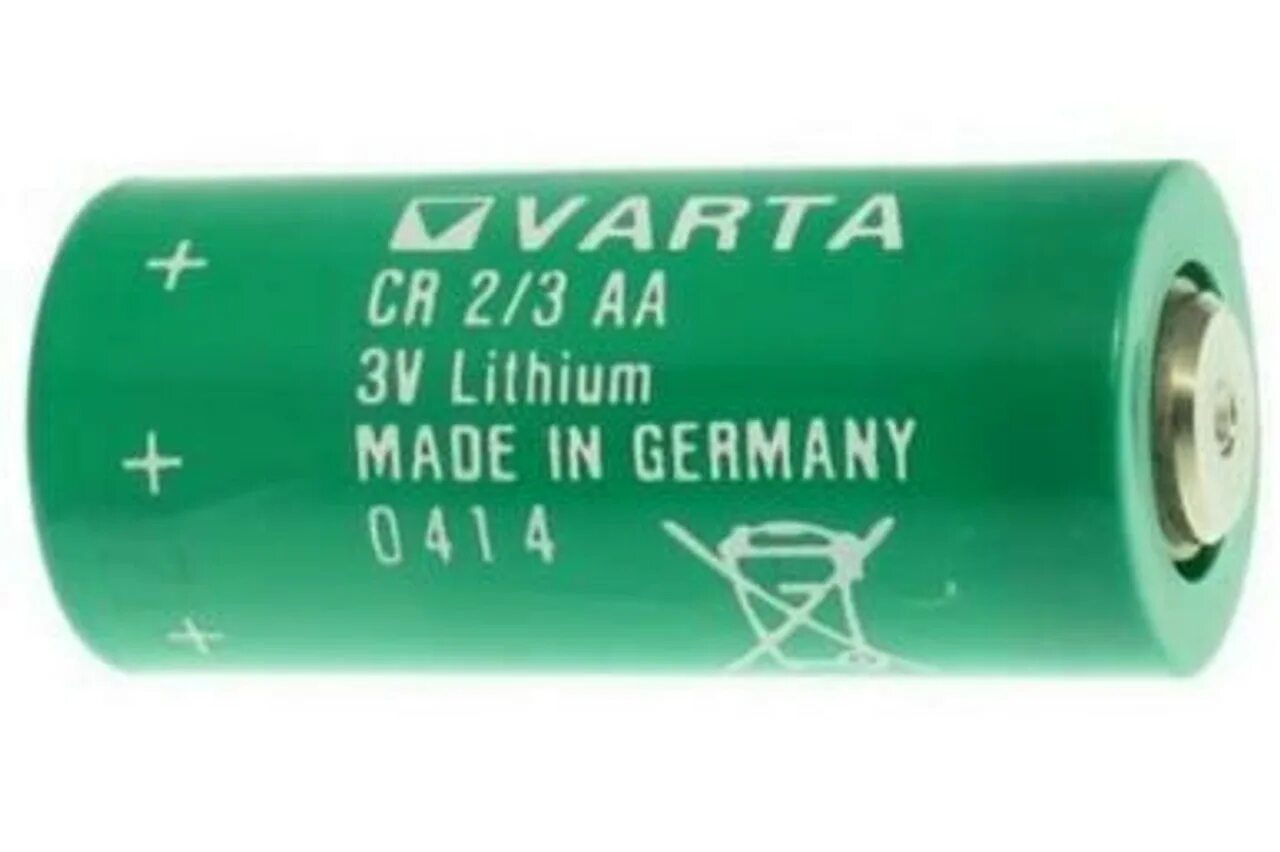 VARTA
CR 2/3 AA
3V Lithium
MADE IN GERMANY
0414
+
+
+